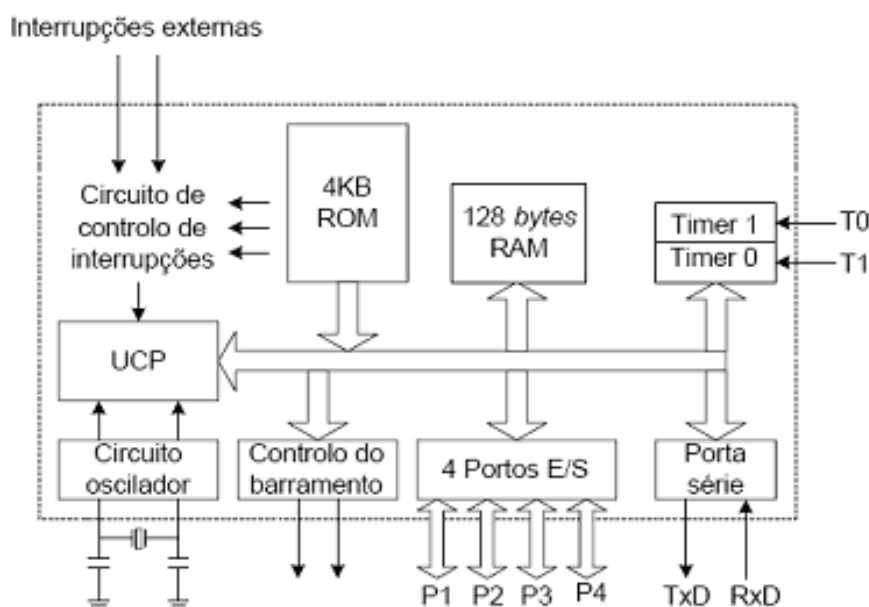 Interrupções externas
Circuito de
controlo de
interrupções
4KB
ROM
128 bytes
RAM
Timer 1
Timer 0
T0
T1
UCP
Circuito
oscilador
Controlo do
barramento
4 Portos E/S
Porta
série
P1 P2 P3 P4
TxD RxD